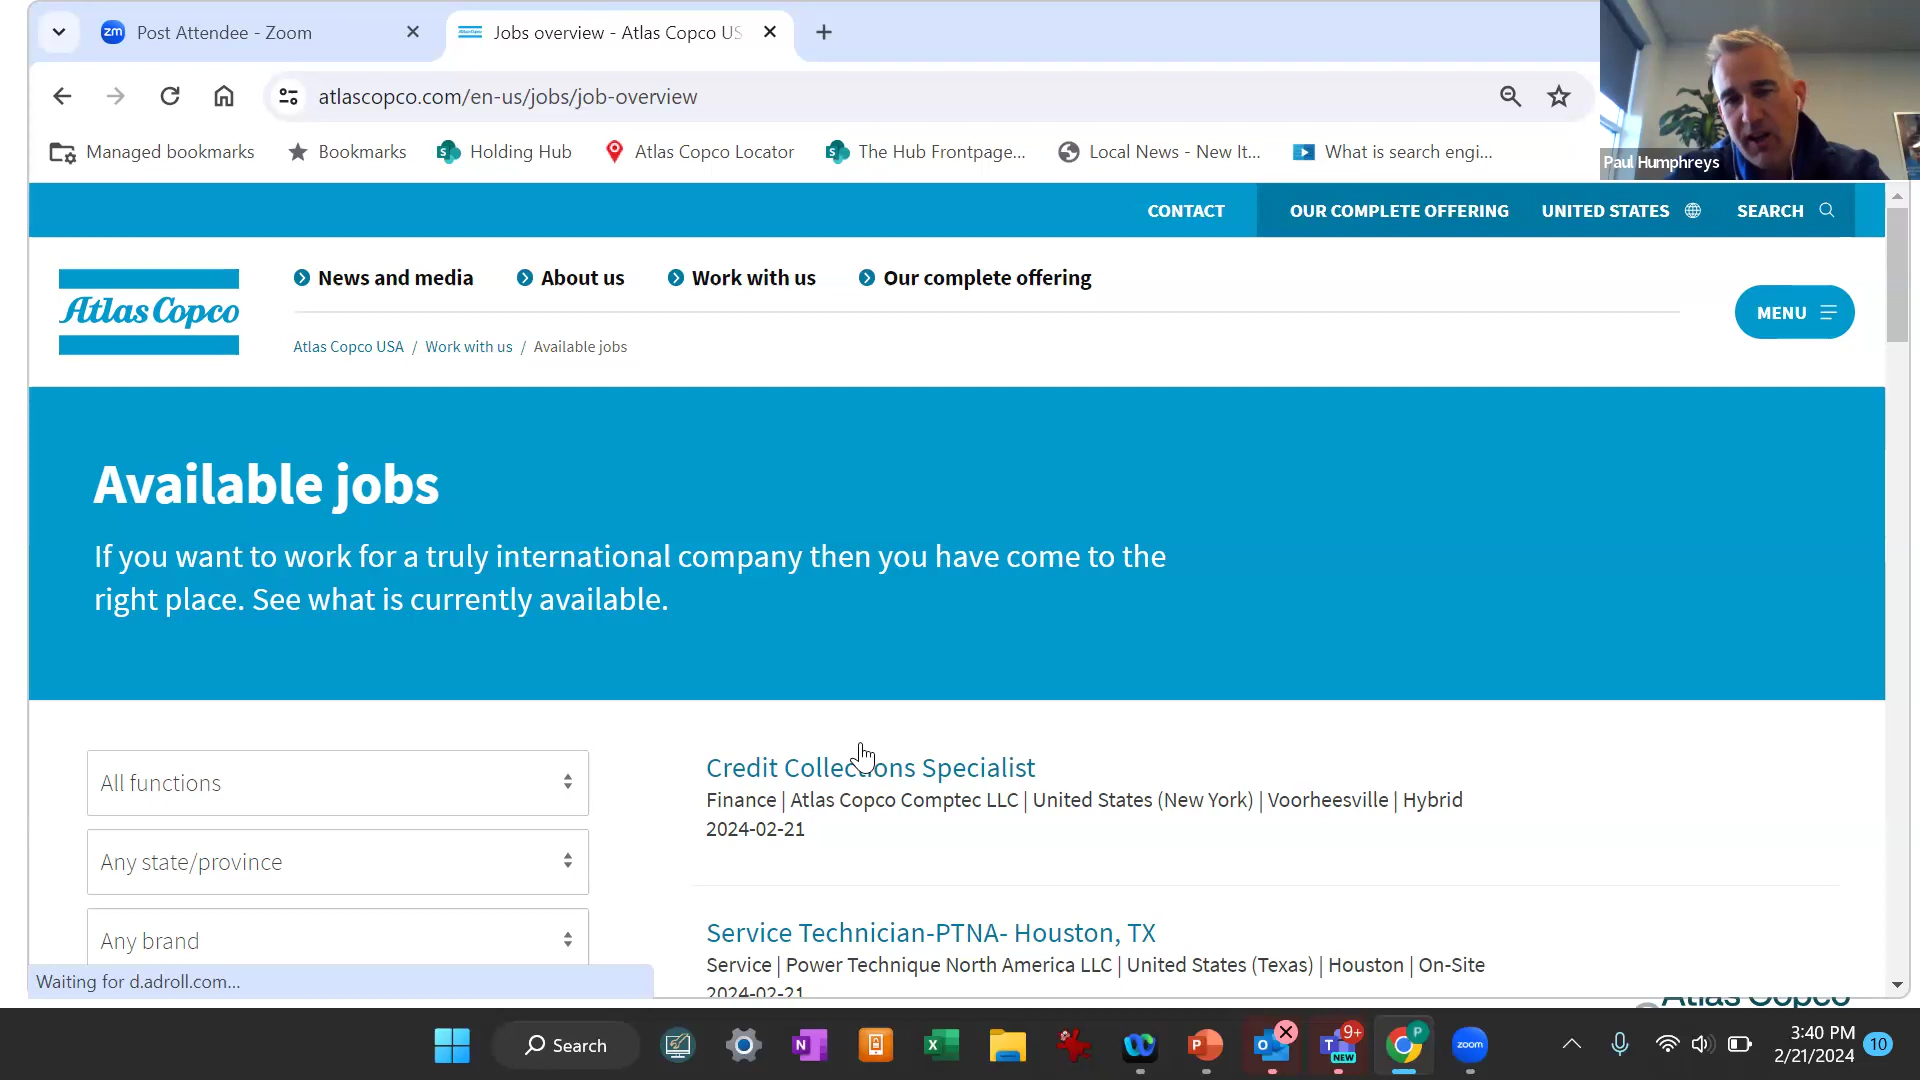 Post Attendee - Zoom
Jobs overview - Atlas Copco US
atlascopco.com/en-us/jobs/job-overview
Managed bookmarks
Bookmarks
Holding Hub
Atlas Copco Locator
The Hub Frontpage...
Local News - New It...
What is search engi...
Paul Humphreys
CONTACT
OUR COMPLETE OFFERING
UNITED STATES
SEARCH
Atlas Copco
News and media
About us
Work with us
Our complete offering
MENU
Atlas Copco USA / Work with us / Available jobs
Available jobs
If you want to work for a truly international company then you have come to the
right place. See what is currently available.
All functions
Any state/province
Any brand
Credit Collections Specialist
Finance | Atlas Copco Comptec LLC | United States (New York) | Voorheesville | Hybrid
2024-02-21
Service Technician-PTNA- Houston, TX
Service | Power Technique North America LLC | United States (Texas) | Houston | On-Site
2024-02-21
Waiting for d.adroll.com...
Atlas Copco
Search
9+
NEW
zoom
3:40 PM
2/21/2024
10